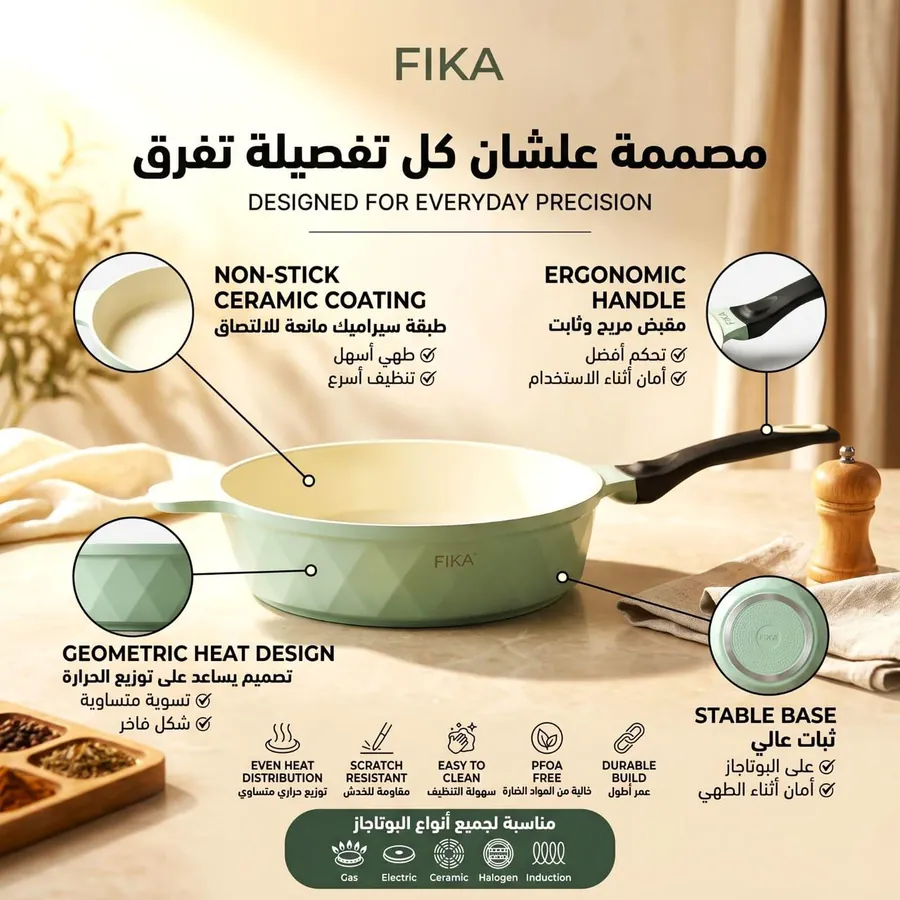 FIKA
مصممة علشان كل تفصيلة تفرق
DESIGNED FOR EVERYDAY PRECISION
NON-STICK
CERAMIC COATING
طبقة سيراميك مانعة للالتصاق
طهي أسهل
تنظيف أسرع
ERGONOMIC
HANDLE
مقبض مريح وثابت
تحكم أفضل
أمان أثناء الاستخدام
FIKA
FIKA
GEOMETRIC HEAT DESIGN
تصميم يساعد على توزيع الحرارة
تسوية متساوية
شكل فاخر
FIKA
STABLE BASE
ثبات عالي
على البوتاجاز
أمان أثناء الطهي
EVEN HEAT
DISTRIBUTION
توزيع حراري متساوي
SCRATCH
RESISTANT
مقاومة للخدش
EASY TO
CLEAN
سهولة التنظيف
PFOA
FREE
خالية من المواد الضارة
DURABLE
BUILD
عمر أطول
مناسبة لجميع أنواع البوتاجاز
Gas
Electric
Ceramic
Halogen
Induction